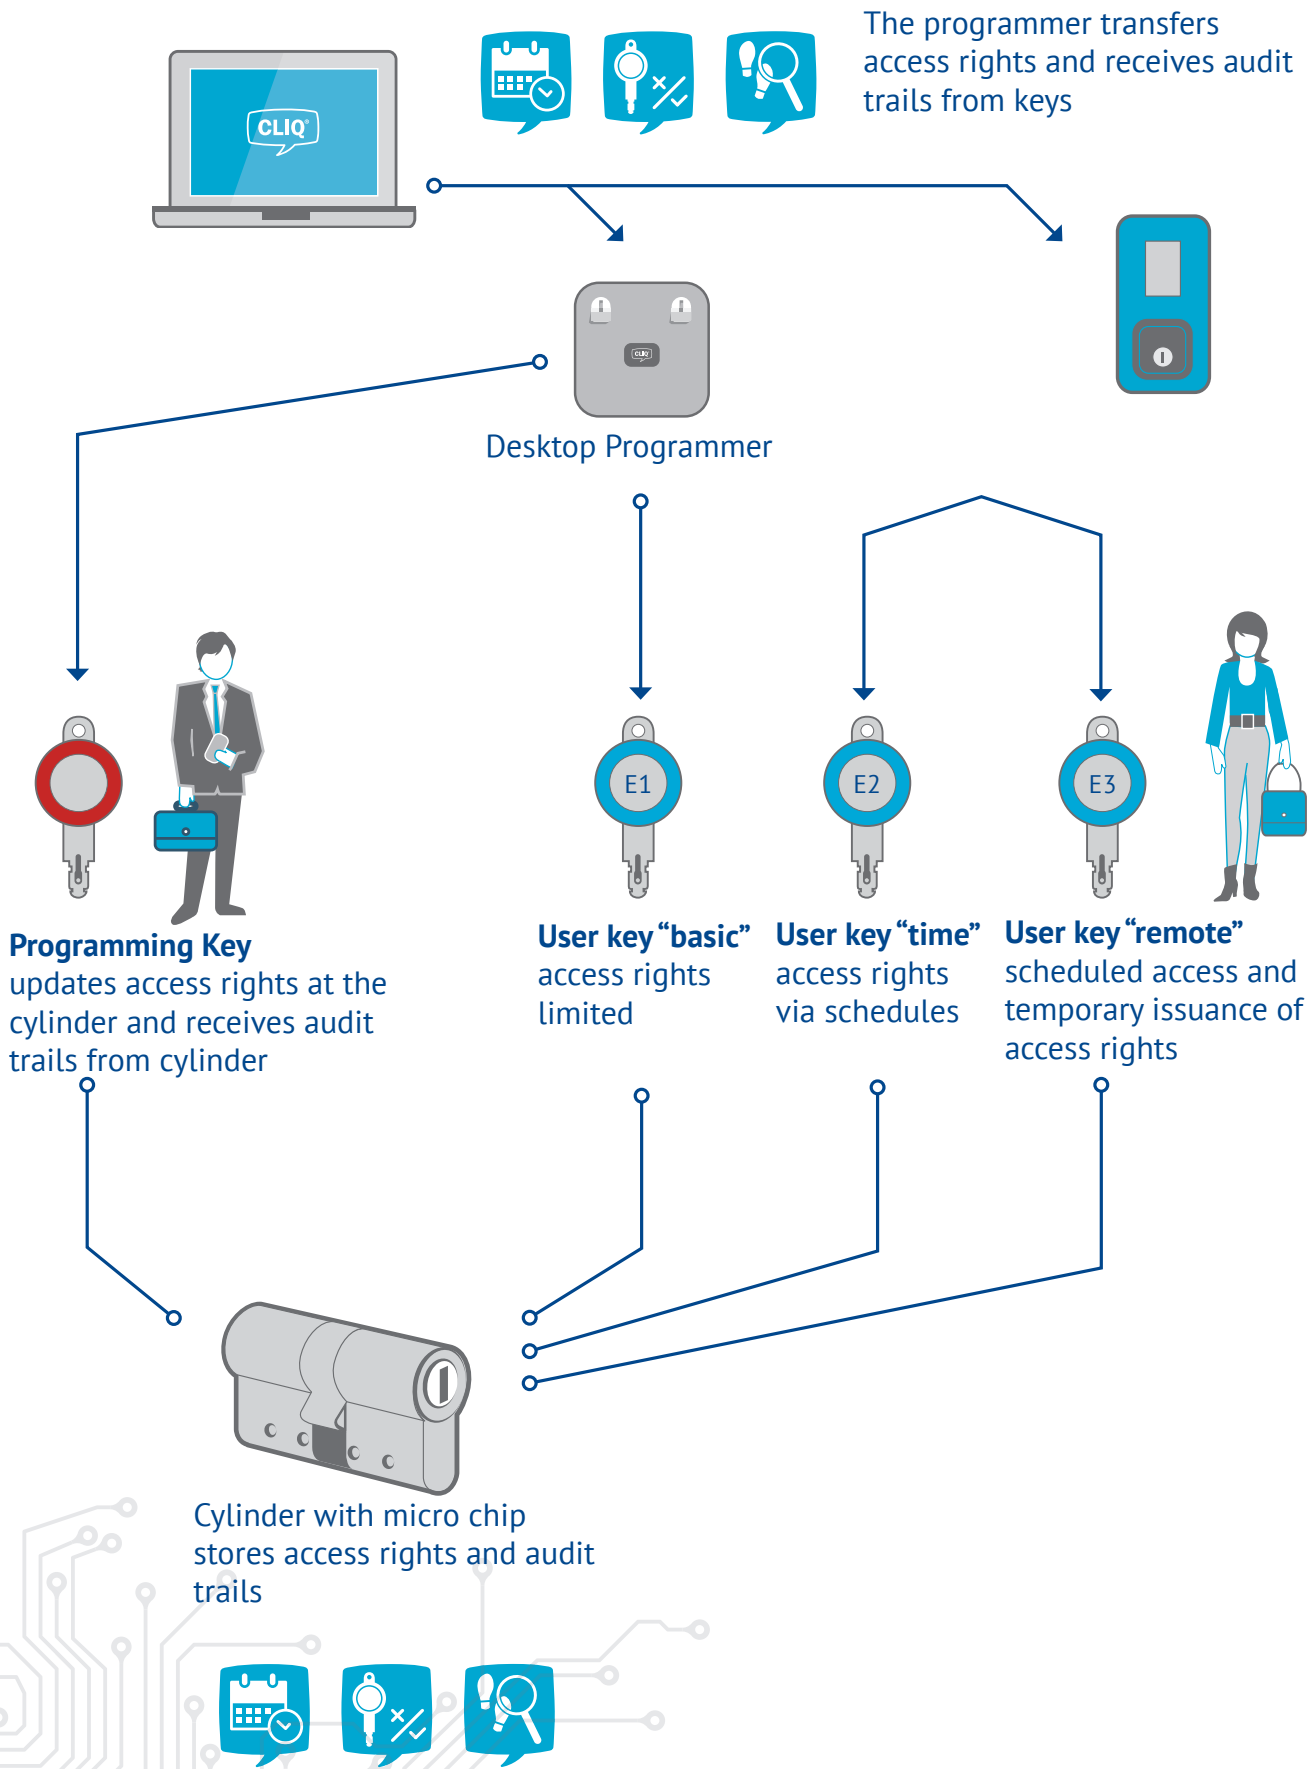 The programmer transfers
access rights and receives audit
trails from keys
CLIQ®
CLIQ
Desktop Programmer
E1
E2
E3
Programming Key
updates access rights at the
cylinder and receives audit
trails from cylinder
User key “basic”
access rights
limited
User key “time”
access rights
via schedules
User key “remote”
scheduled access and
temporary issuance of
access rights
Cylinder with micro chip
stores access rights and audit
trails